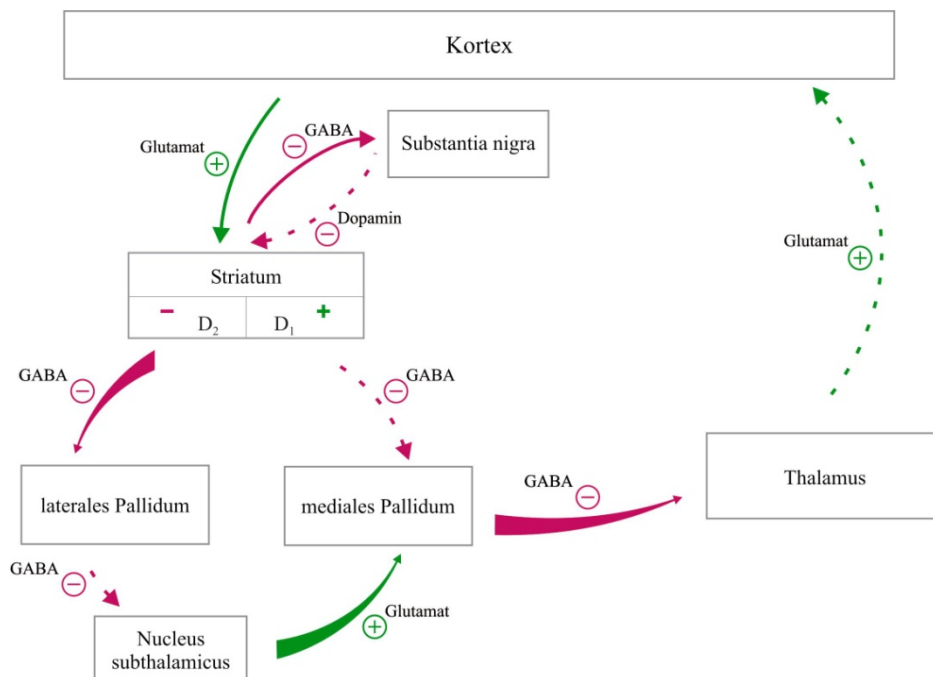 Kortex
GABA
Glutamat
+
−
Substantia nigra
Dopamin
−
Glutamat
+
Striatum
− D₂ D₁ +
GABA
−
GABA
−
laterales Pallidum
mediales Pallidum
GABA
−
Thalamus
GABA
−
Glutamat
+
Nucleus
subthalamicus